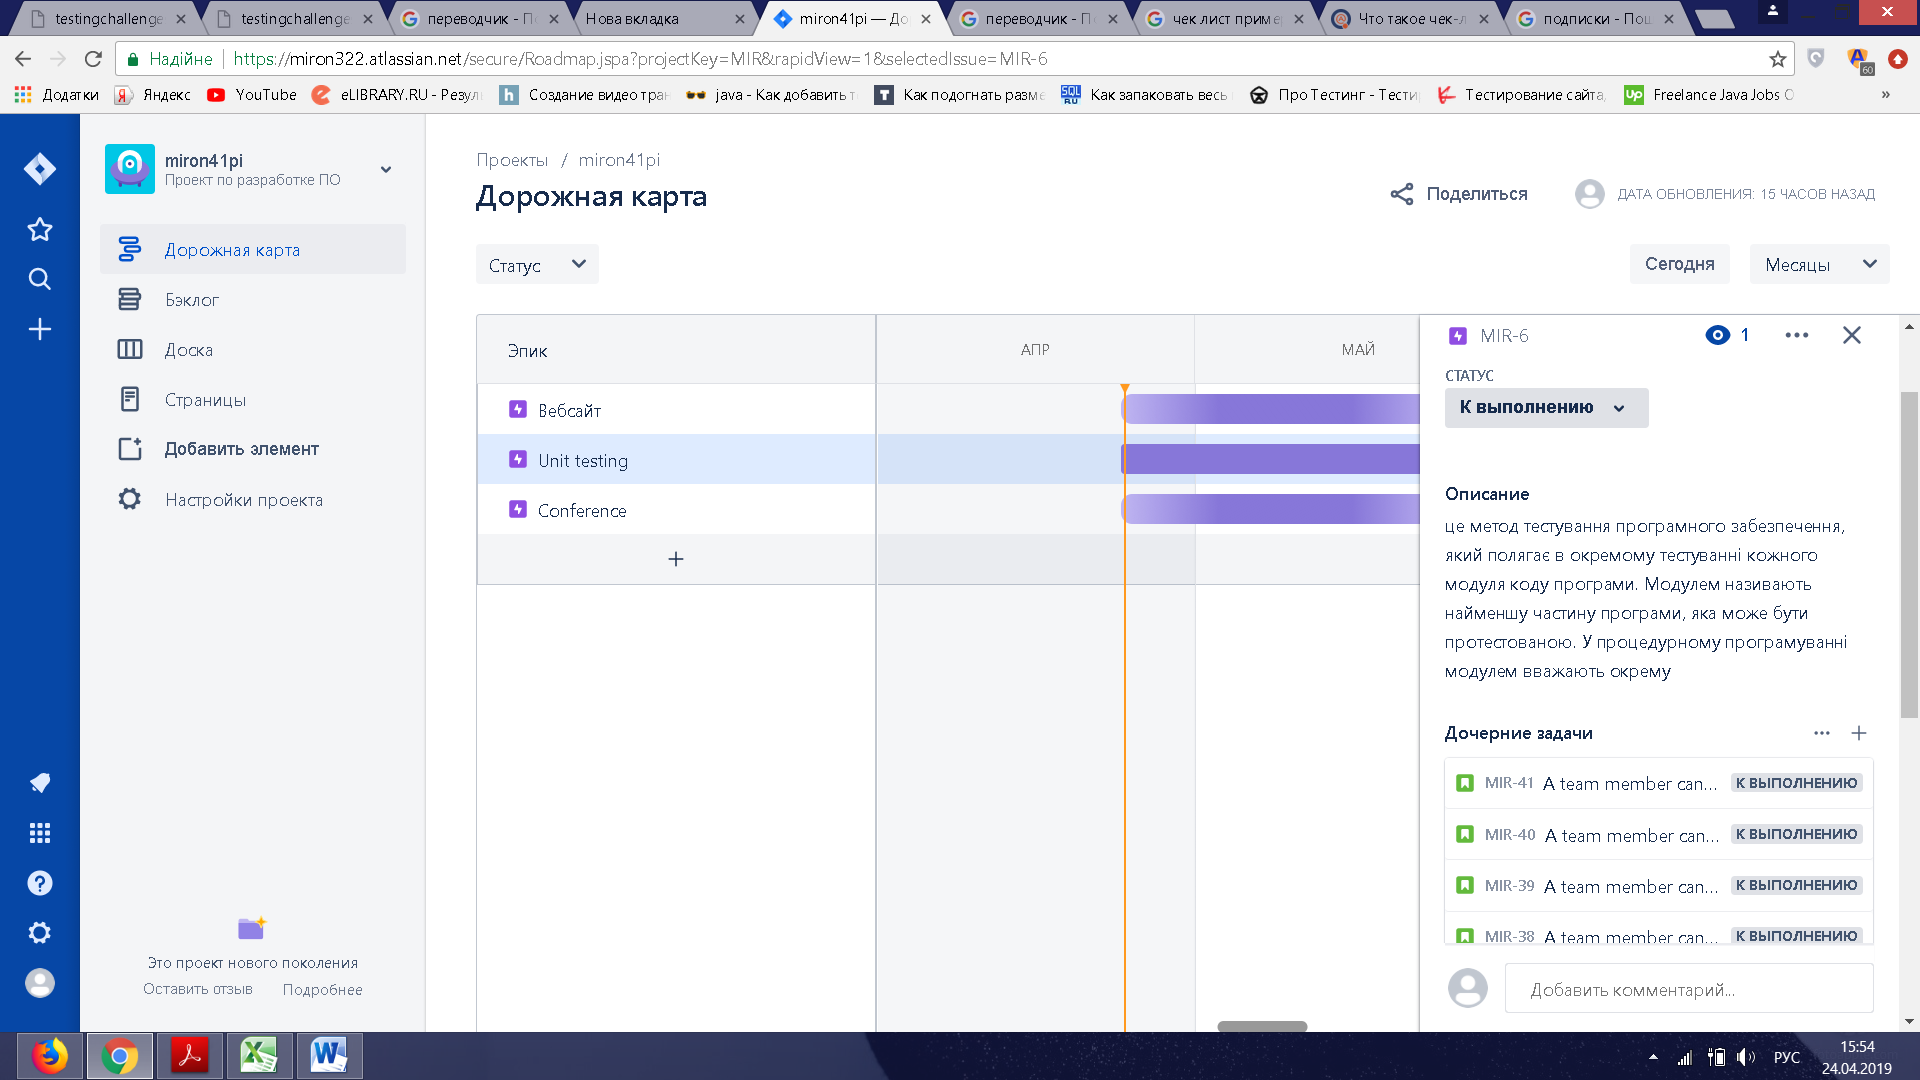 testingchallenge
testingchallenge
переводчик - П
Нова вкладка
miron41pi — До
переводчик - П
чек лист приме
Что такое чек-л
подписки - Пош
Надійне
https://miron322.atlassian.net/secure/Roadmap.jspa?projectKey=MIR&rapidView=1&selectedIssue=MIR-6
60
Додатки
Яндекс
YouTube
eLIBRARY.RU - Резул
Создание видео тран
java - Как добавить т
Как подогнать разме
Как запаковать весь
Про Тестинг - Тести
Тестирование сайта,
Freelance Java Jobs O
»
miron41pi
Проект по разработке ПО
Дорожная карта
Бэклог
Доска
Страницы
Добавить элемент
Настройки проекта
Это проект нового поколения
Оставить отзыв Подробнее
Проекты / miron41pi
Дорожная карта
Поделиться
ДАТА ОБНОВЛЕНИЯ: 15 ЧАСОВ НАЗАД
Статус
Сегодня
Месяцы
Эпик
АПР
МАЙ
Вебсайт
Unit testing
Conference
MIR-6
1
СТАТУС
К выполнению
Описание
це метод тестування програмного забезпечення,
який полягає в окремому тестуванні кожного
модуля коду програми. Модулем називають
найменшу частину програми, яка може бути
протестованою. У процедурному програмуванні
модулем вважають окрему
Дочерние задачи
MIR-41 A team member can... К ВЫПОЛНЕНИЮ
MIR-40 A team member can... К ВЫПОЛНЕНИЮ
MIR-39 A team member can... К ВЫПОЛНЕНИЮ
MIR-38 A team member can... К ВЫПОЛНЕНИЮ
Добавить комментарий...
РУС
15:54
24.04.2019